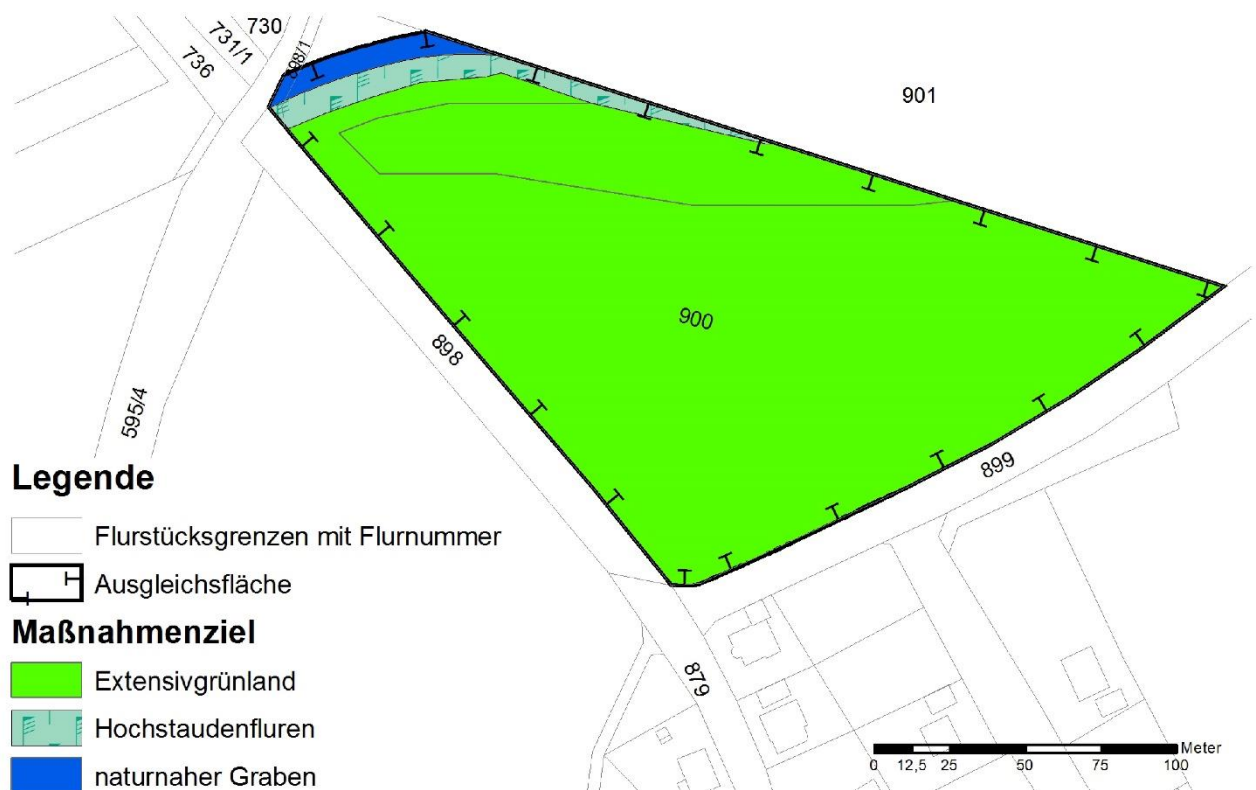 730
731/1
736
898/1
901
900
898
595/4
899
879
Legende
Flurstücksgrenzen mit Flurnummer
Ausgleichsfläche
Maßnahmenziel
Extensivgrünland
Hochstaudenfluren
naturnaher Graben
Meter
0 12,5 25 50 75 100